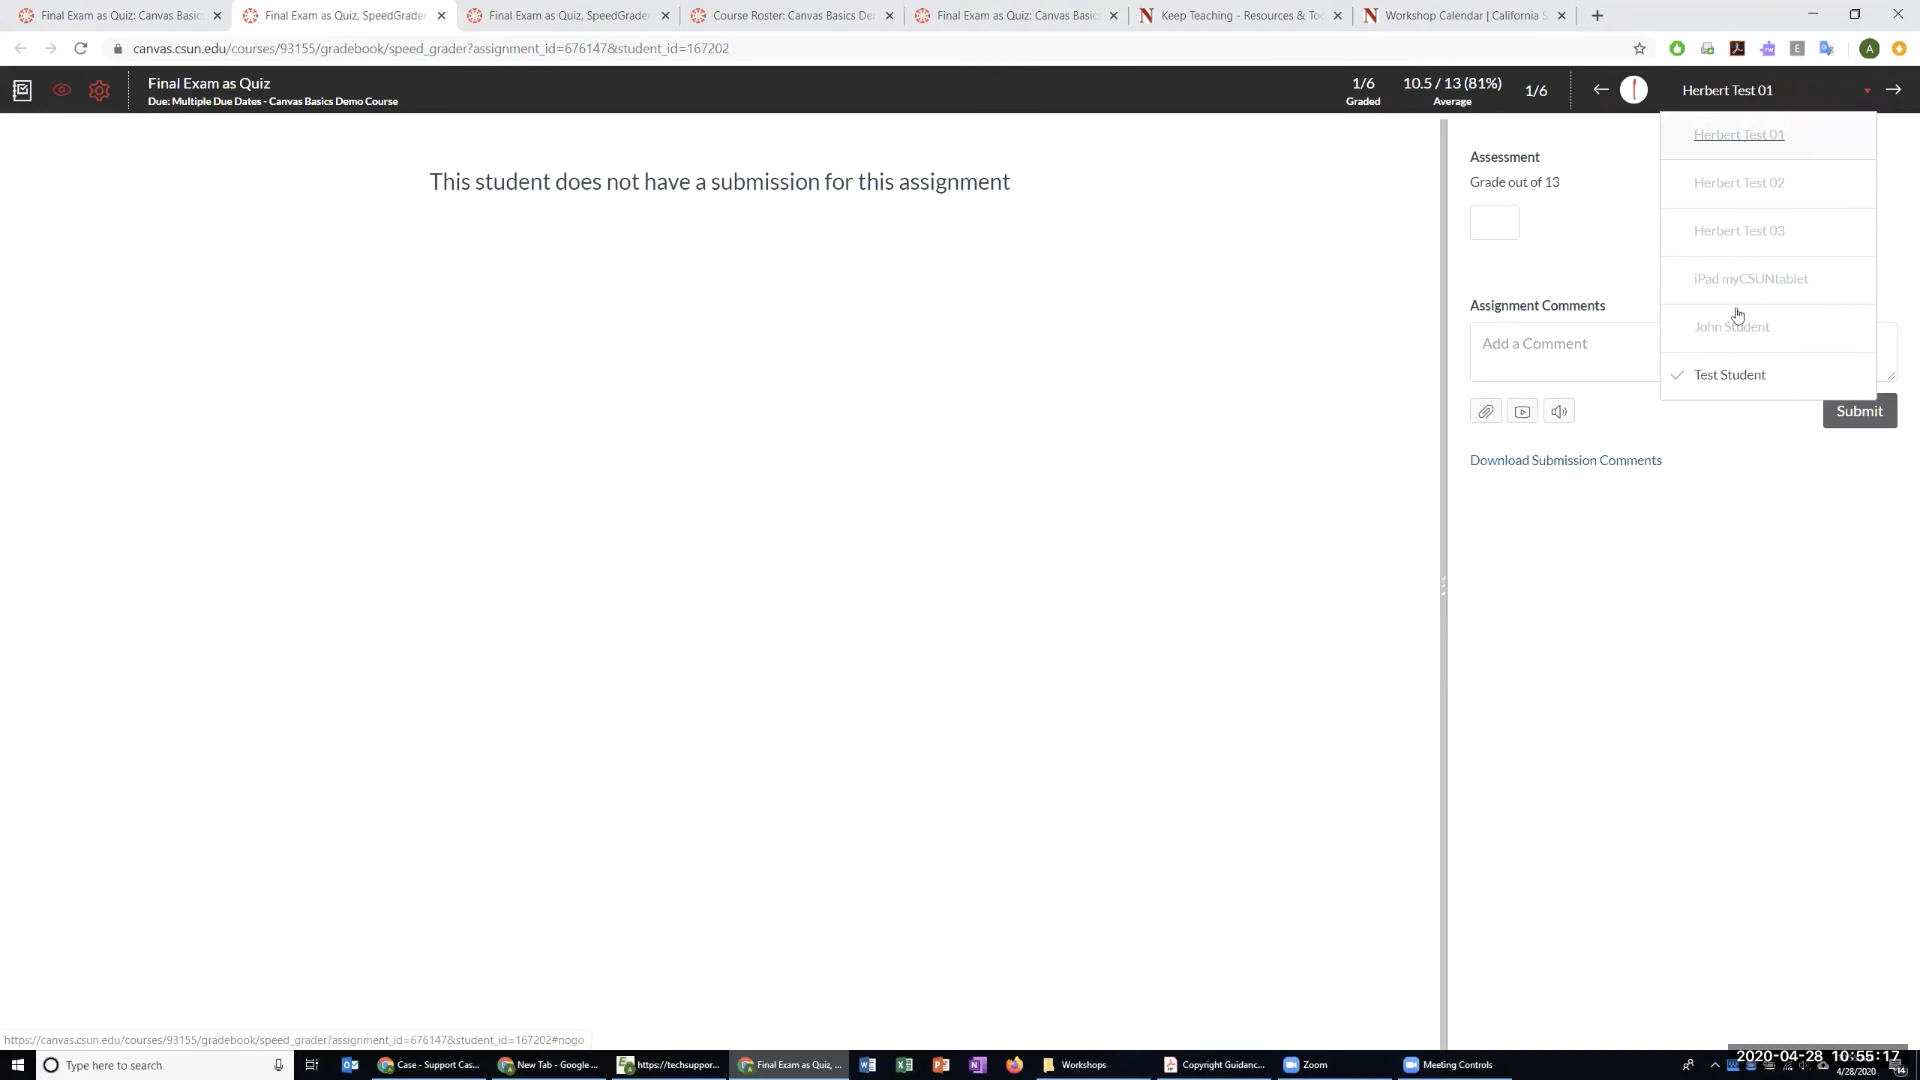 Final Exam as Quiz: Canvas Basic
Final Exam as Quiz, SpeedGrader
Final Exam as Quiz, SpeedGrader
Course Roster: Canvas Basics De
Final Exam as Quiz: Canvas Basic
N Keep Teaching - Resources & To
N Workshop Calendar | California S
canvas.csun.edu/courses/93155/gradebook/speed_grader?assignment_id=676147&student_id=167202
E
A
Final Exam as Quiz
Due: Multiple Due Dates - Canvas Basics Demo Course
1/6
Graded
10.5 / 13 (81%)
Average
1/6
Herbert Test 01
Herbert Test 01
Herbert Test 02
Herbert Test 03
iPad myCSUNtablet
John Student
Test Student
This student does not have a submission for this assignment
Assessment
Grade out of 13
Assignment Comments
Add a Comment
Submit
Download Submission Comments
https://canvas.csun.edu/courses/93155/gradebook/speed_grader?assignment_id=676147&student_id=167202#nogo
Type here to search
Case - Support Cas...
New Tab - Google ...
https://techsuppor...
Final Exam as Quiz, ...
Workshops
Copyright Guidanc...
Zoom
Meeting Controls
2020-04-28 10:55:17
4/28/2020
14